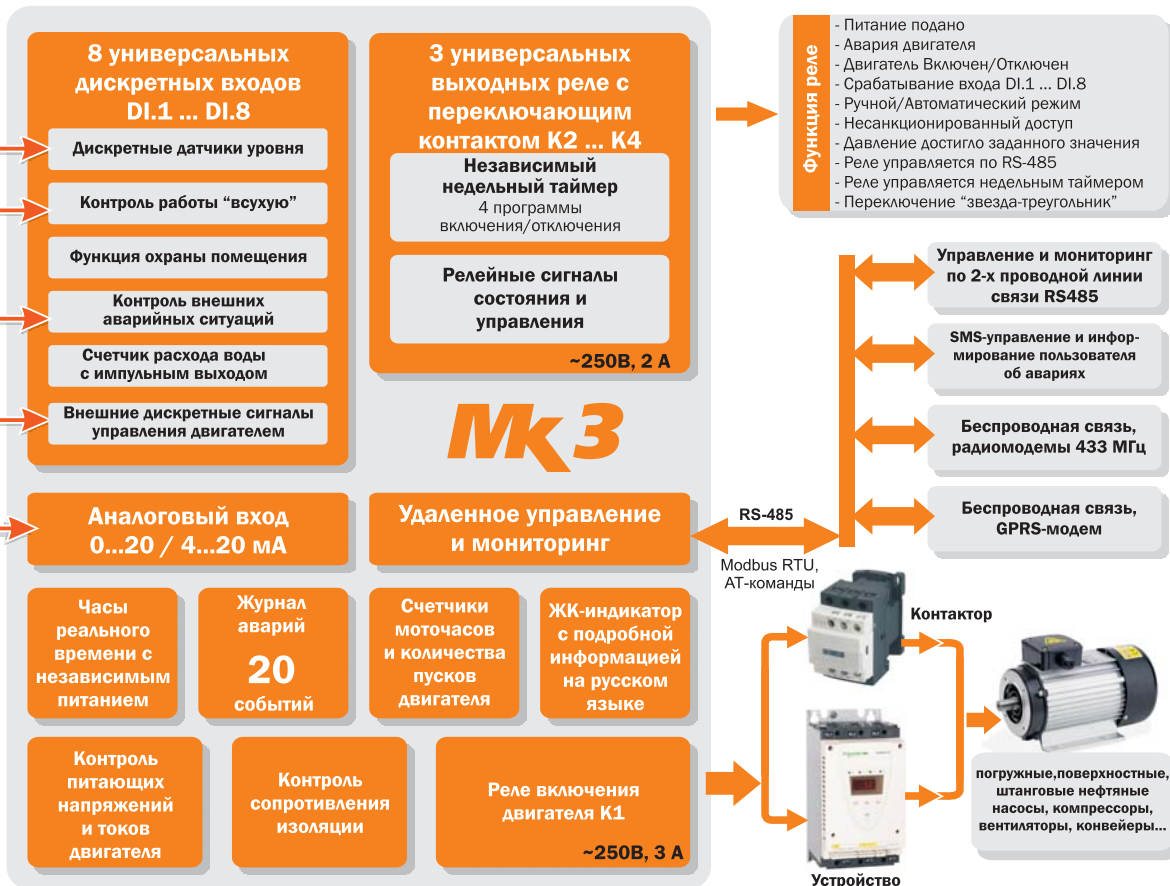 8 универсальных
дискретных входов
DI.1 ... DI.8
Дискретные датчики уровня
Контроль работы “всухую”
Функция охраны помещения
Контроль внешних
аварийных ситуаций
Счетчик расхода воды
с импульным выходом
Внешние дискретные сигналы
управления двигателем
3 универсальных
выходных реле с
переключающим
контактом K2 ... K4
Независимый
недельный таймер
4 программы
включения/отключения
Релейные сигналы
состояния и
управления
~250В, 2 А
Функция реле
- Питание подано
- Авария двигателя
- Двигатель Включен/Отключен
- Срабатывание входа DI.1 ... DI.8
- Ручной/Автоматический режим
- Несанкционированный доступ
- Давление достигло заданного значения
- Реле управляется по RS-485
- Реле управляется недельным таймером
- Переключение “звезда-треугольник”
МК 3
Управление и мониторинг
по 2-х проводной линии
связи RS485
SMS-управление и инфор-
мирование пользователя
об авариях
Беспроводная связь,
радиомодемы 433 МГц
Беспроводная связь,
GPRS-модем
Аналоговый вход
0...20 / 4...20 мА
Удаленное управление
и мониторинг
RS-485
Modbus RTU,
АТ-команды
Часы
реального
времени с
независимым
питанием
Журнал
аварий
20
событий
Счетчики
моточасов
и количества
пусков
двигателя
ЖК-индикатор
с подробной
информацией
на русском
языке
Контактор
Контроль
питающих
напряжений
и токов
двигателя
Контроль
сопротивления
изоляции
Реле включения
двигателя K1
~250В, 3 А
погружные,поверхностные,
штанговые нефтяные
насосы, компрессоры,
вентиляторы, конвейеры...
Устройство